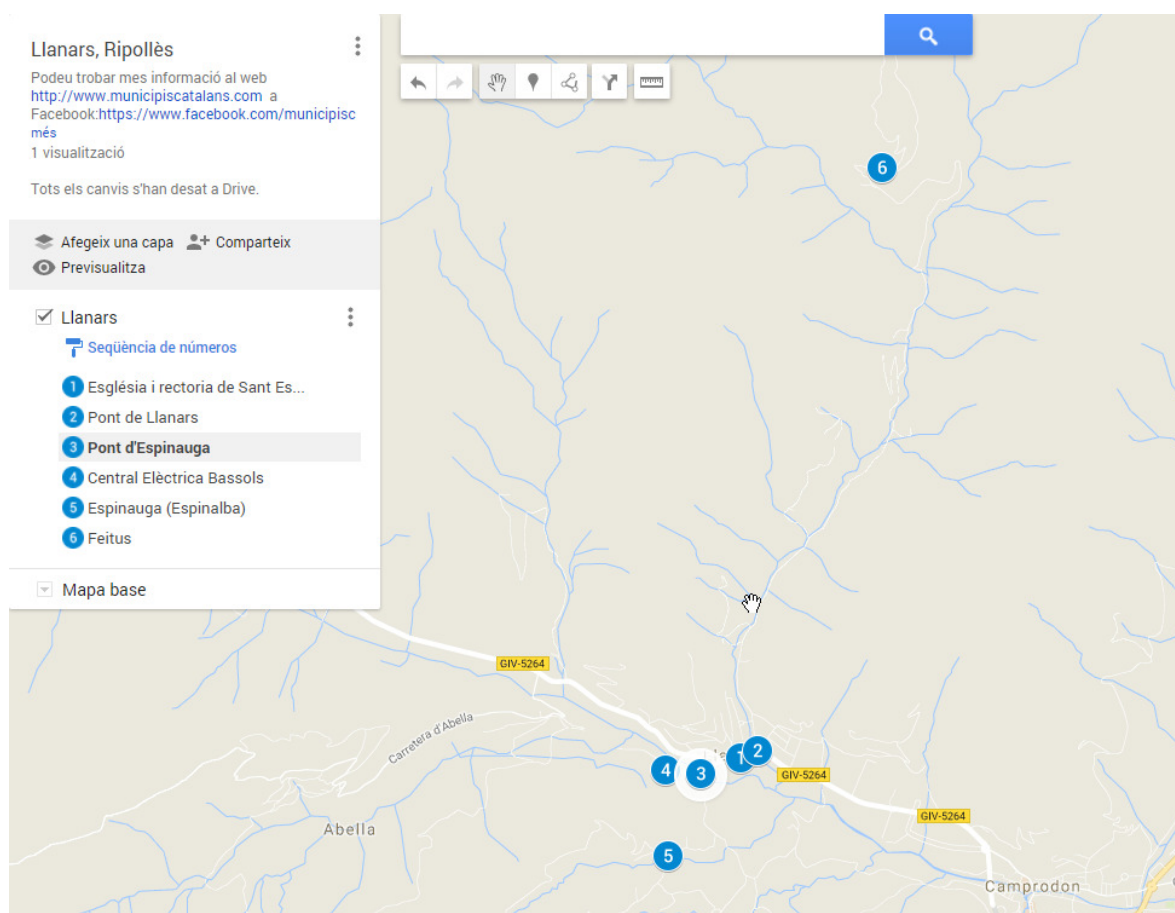 Llanars, Ripollès
Podeu trobar mes informació al web
http://www.municipiscatalans.com a
Facebook:https://www.facebook.com/municipisc
més
1 visualització
Tots els canvis s'han desat a Drive.
Afegeix una capa Comparteix
Previsualitza
Llanars
Seqüència de números
1 Església i rectoria de Sant Es...
2 Pont de Llanars
3 Pont d'Espinauga
4 Central Elèctrica Bassols
5 Espinauga (Espinalba)
6 Feitus
Mapa base
6
GIV-5264
Carretera d'Abella
1
2
4
3
GIV-5264
GIV-5264
Abella
5
Camprodon